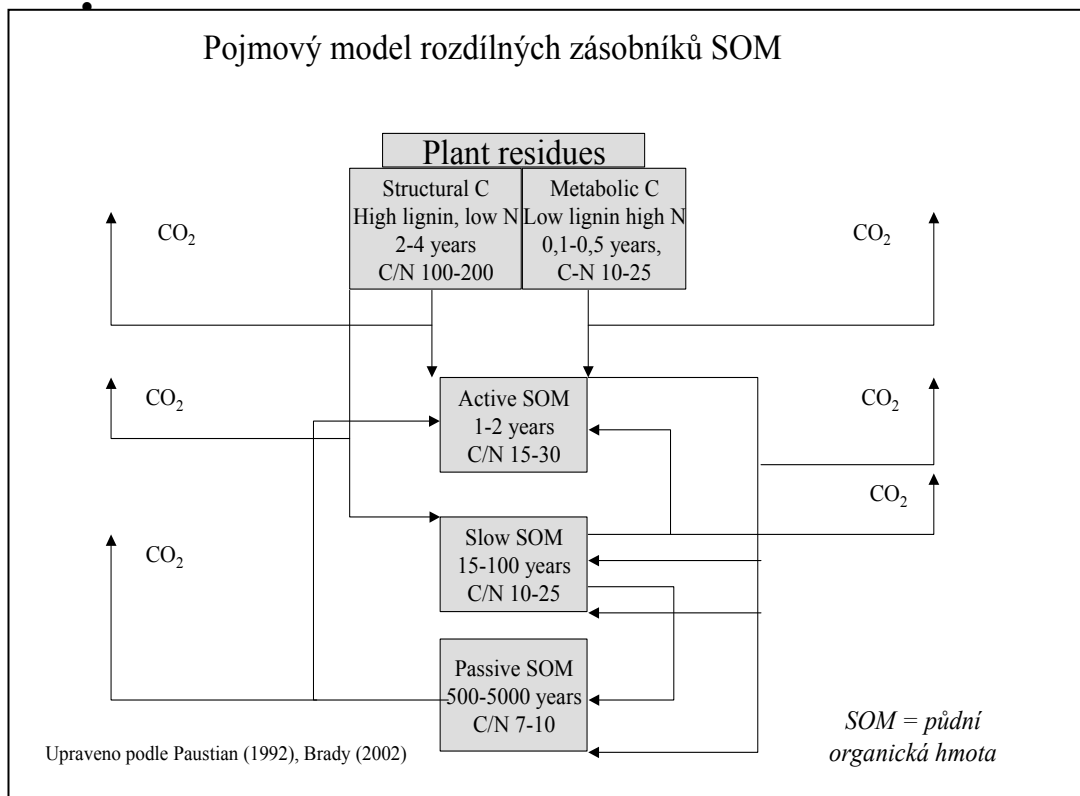 Pojmový model rozdílných zásobníků SOM
Plant residues
Structural C
High lignin, low N
2-4 years
C/N 100-200
Metabolic C
Low lignin high N
0,1-0,5 years,
C-N 10-25
CO₂
CO₂
Active SOM
1-2 years
C/N 15-30
CO₂
CO₂
CO₂
Slow SOM
15-100 years
C/N 10-25
CO₂
Passive SOM
500-5000 years
C/N 7-10
SOM = půdní
organická hmota
Upraveno podle Paustian (1992), Brady (2002)